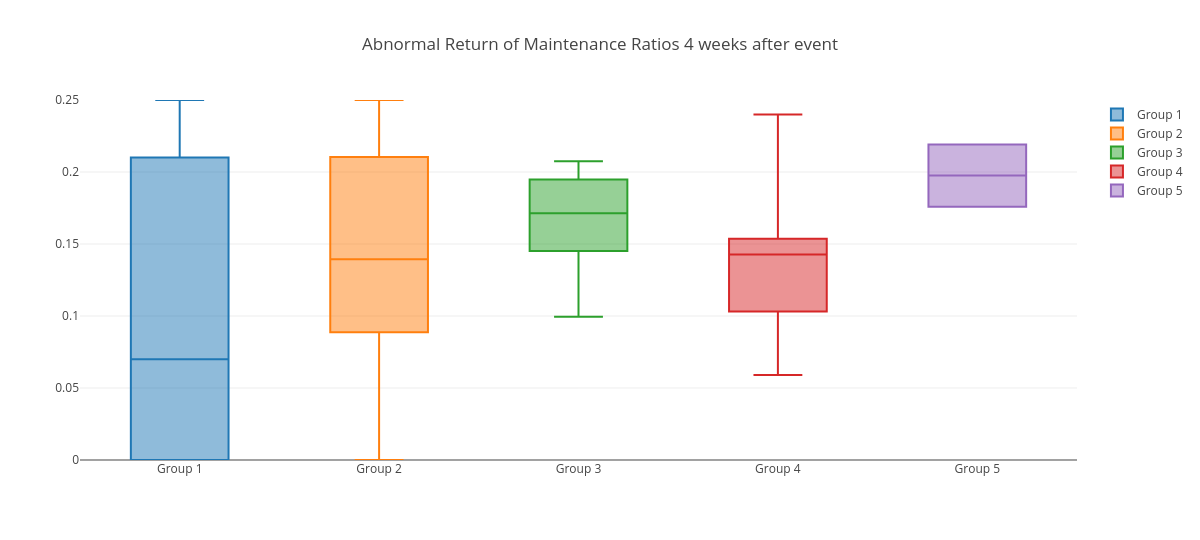 Abnormal Return of Maintenance Ratios 4 weeks after event
0.25
0.2
0.15
0.1
0.05
0
Group 1
Group 2
Group 3
Group 4
Group 5
Group 1
Group 2
Group 3
Group 4
Group 5